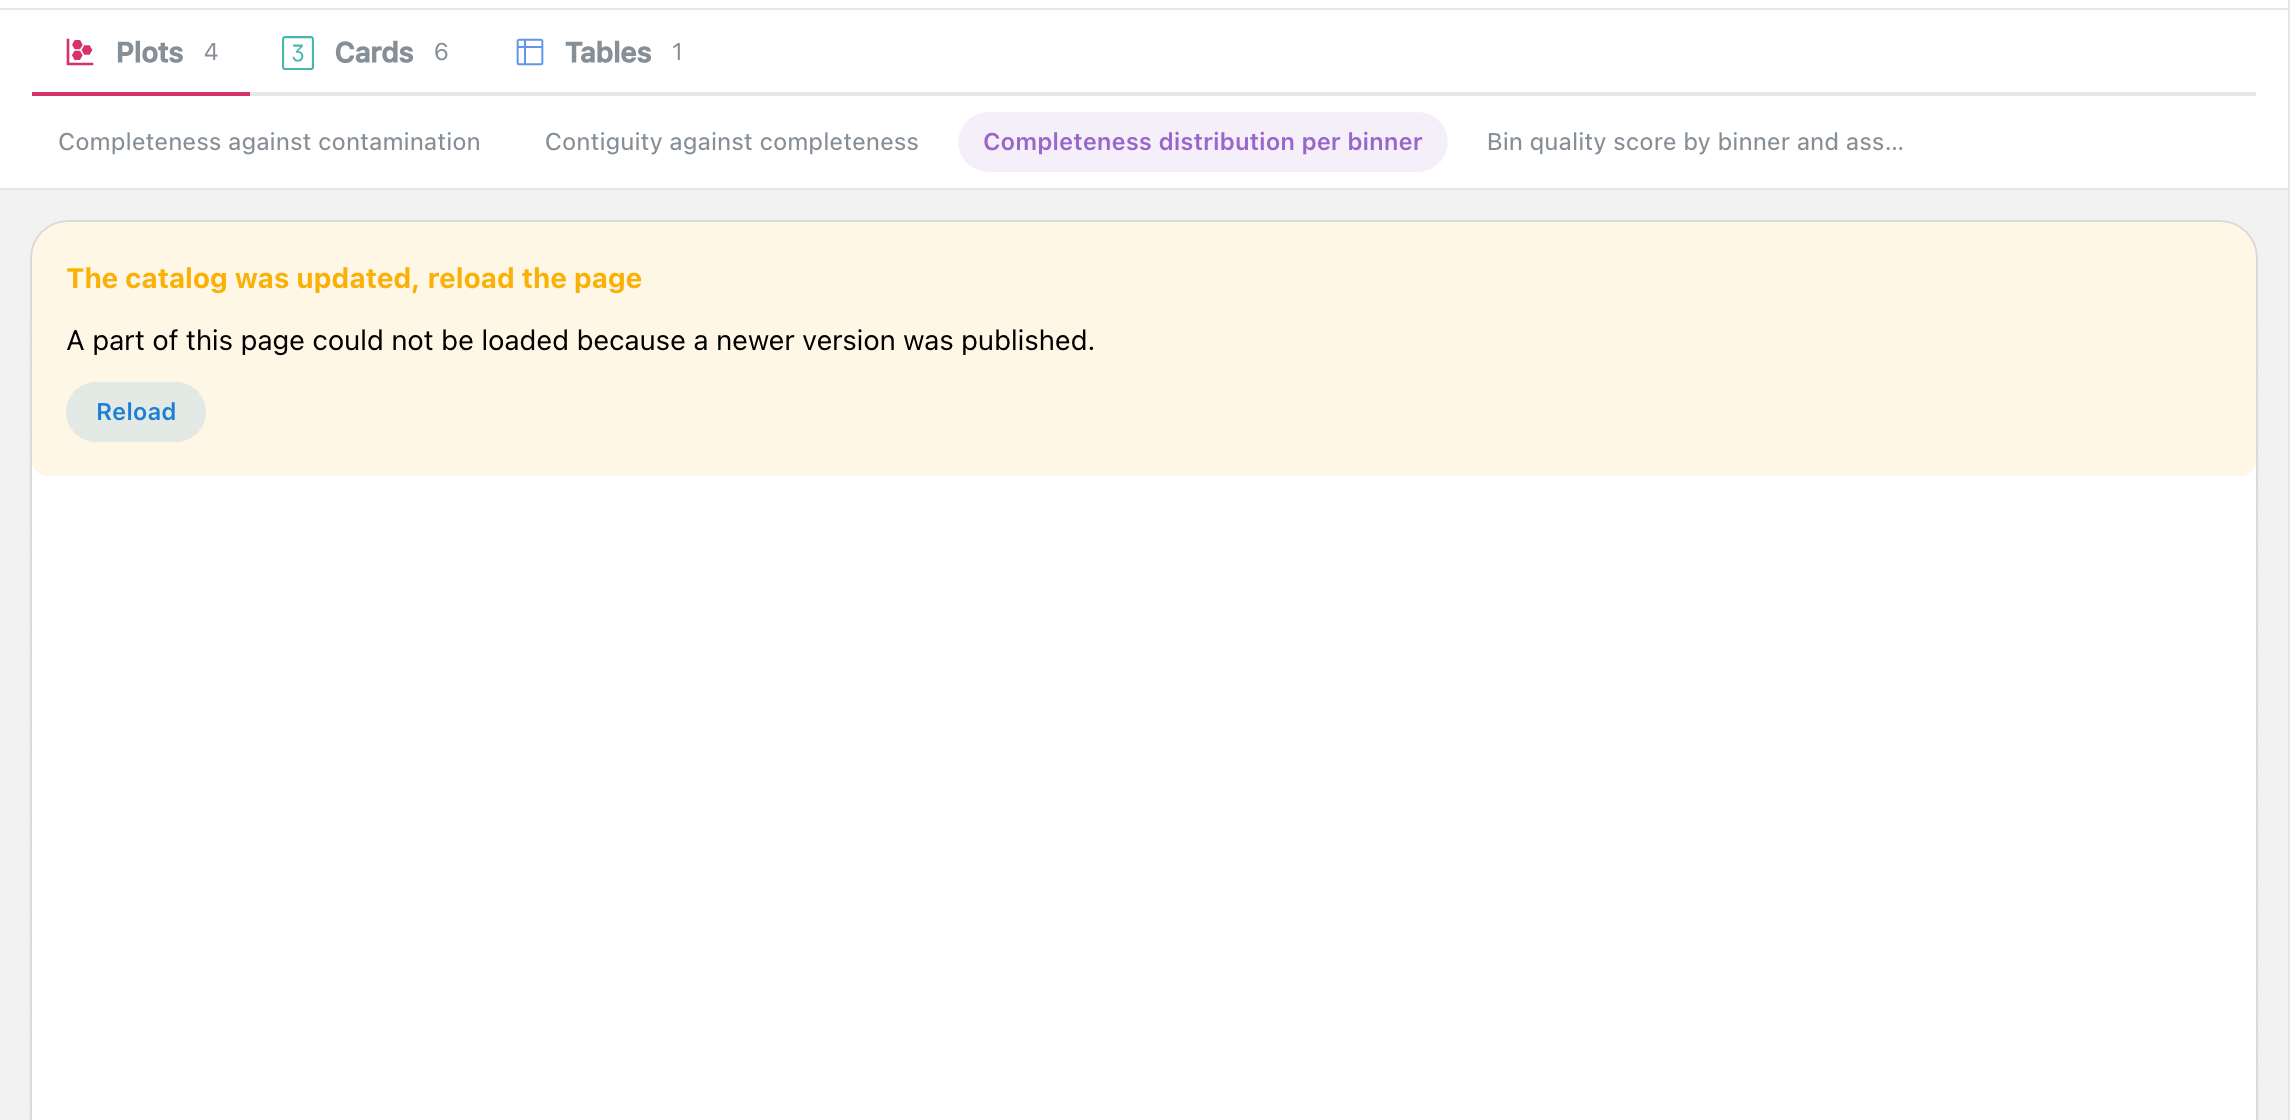 Plots 4 3 Cards 6 Tables 1
Completeness against contamination Contiguity against completeness Completeness distribution per binner Bin quality score by binner and ass...
The catalog was updated, reload the page
A part of this page could not be loaded because a newer version was published.
Reload